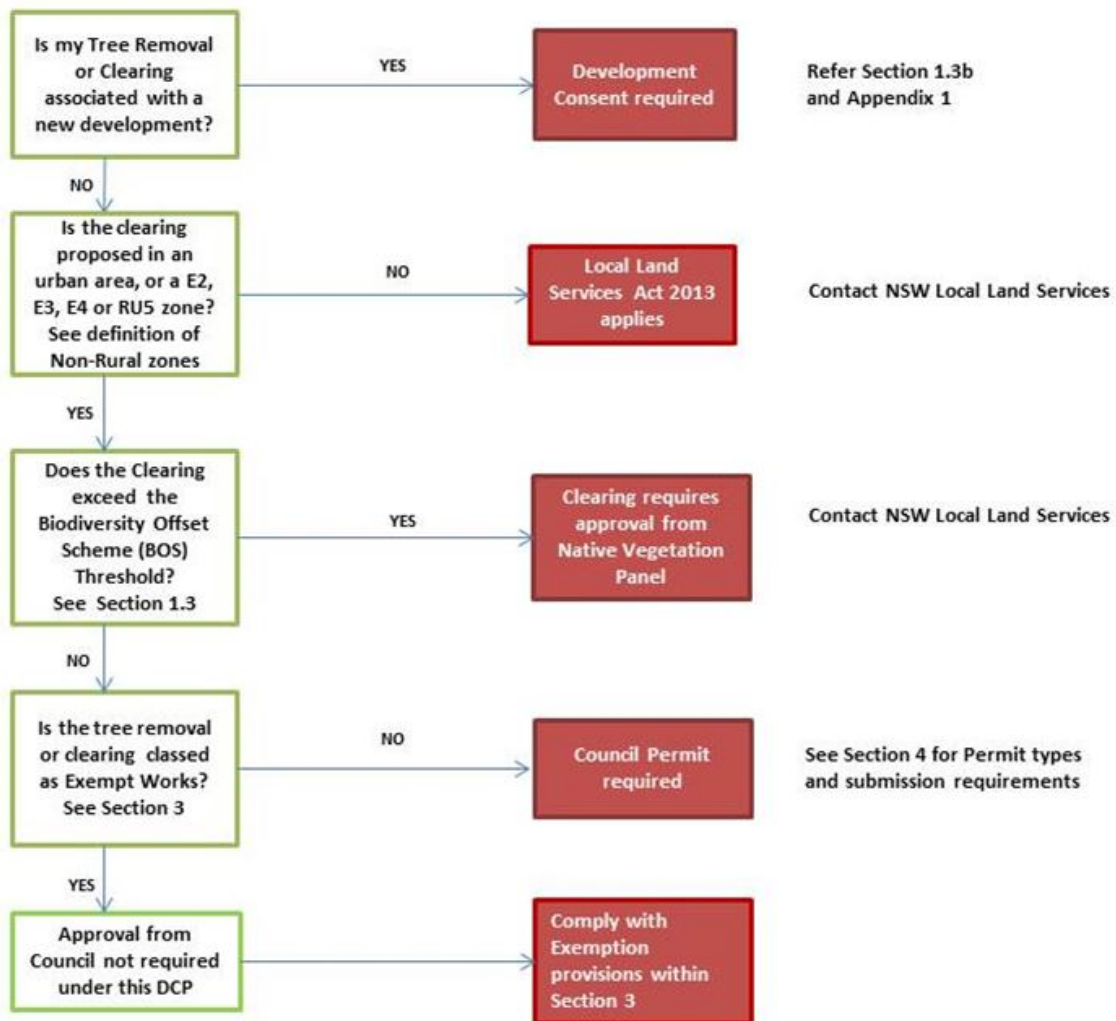 Is my Tree Removal
or Clearing
associated with a
new development?
YES
Development
Consent required
Refer Section 1.3b
and Appendix 1
NO
Is the clearing
proposed in an
urban area, or a E2,
E3, E4 or RU5 zone?
See definition of
Non-Rural zones
NO
Local Land
Services Act 2013
applies
Contact NSW Local Land Services
YES
Does the Clearing
exceed the
Biodiversity Offset
Scheme (BOS)
Threshold?
See Section 1.3
YES
Clearing requires
approval from
Native Vegetation
Panel
Contact NSW Local Land Services
NO
Is the tree removal
or clearing classed
as Exempt Works?
See Section 3
NO
Council Permit
required
See Section 4 for Permit types
and submission requirements
YES
Approval from
Council not required
under this DCP
Comply with
Exemption
provisions within
Section 3